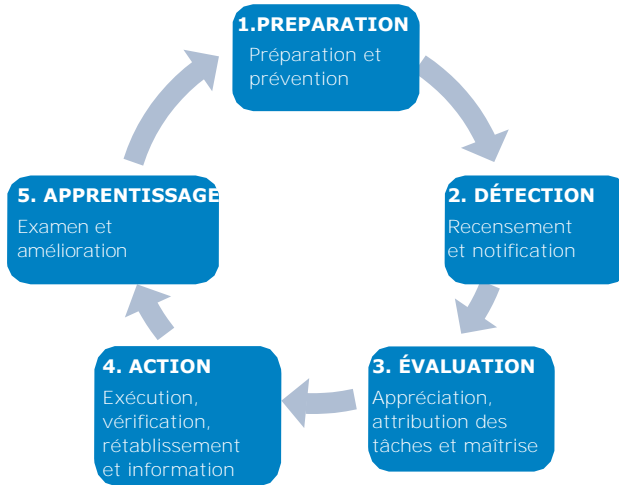 1.PREPARATION
Préparation et
prévention
2. DÉTECTION
Recensement
et notification
3. ÉVALUATION
Appréciation,
attribution des
tâches et maîtrise
4. ACTION
Exécution,
vérification,
rétablissement
et information
5. APPRENTISSAGE
Examen et
amélioration